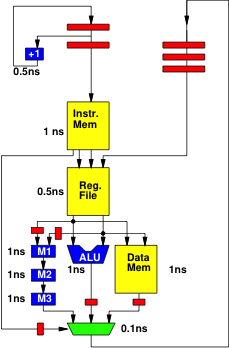 +1
0.5ns
Instr.
Mem
1 ns
Reg.
File
0.5ns
1ns
M1
ALU
1ns
Data
Mem
1ns
1ns
M2
1ns
M3
0.1ns